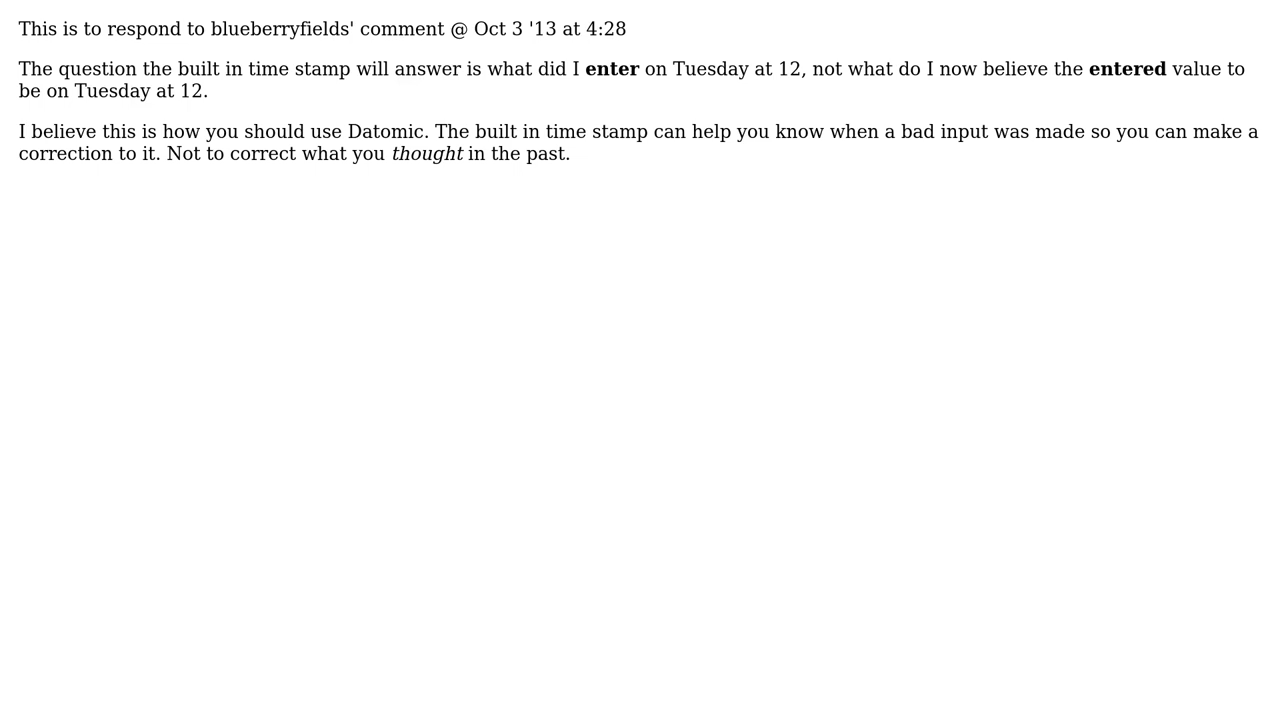 This is to respond to blueberryfields' comment @ Oct 3 '13 at 4:28
The question the built in time stamp will answer is what did I enter on Tuesday at 12, not what do I now believe the entered value to
be on Tuesday at 12.
I believe this is how you should use Datomic. The built in time stamp can help you know when a bad input was made so you can make a
correction to it. Not to correct what you thought in the past.